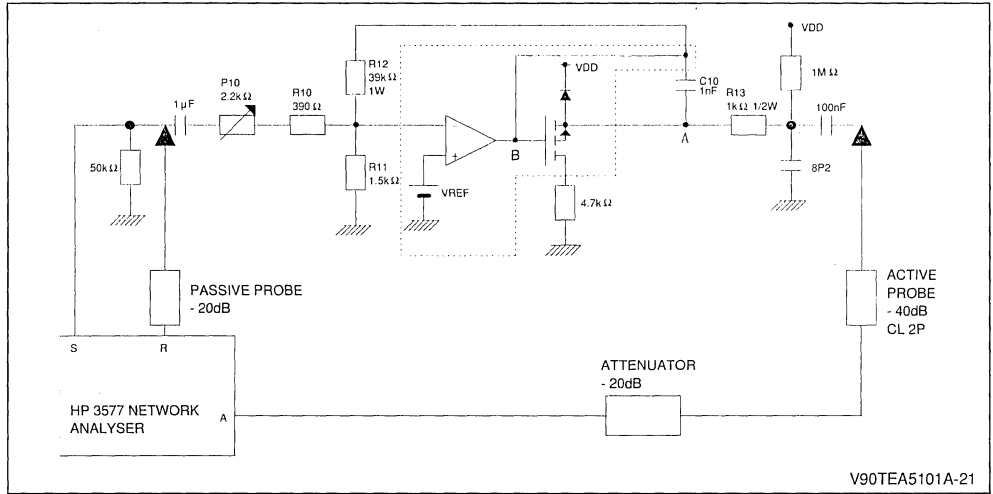 VDD
R12
39kΩ
1W
P10
2.2kΩ
R10
390Ω
1µF
VDD
C10
1nF
R13
1kΩ 1/2W
1MΩ
100nF
50kΩ
-
+
B
A
R11
1.5kΩ
VREF
4.7kΩ
8P2
PASSIVE PROBE
- 20dB
ACTIVE
PROBE
- 40dB
CL 2P
S
R
ATTENUATOR
- 20dB
HP 3577 NETWORK
ANALYSER
A
V90TEA5101A-21